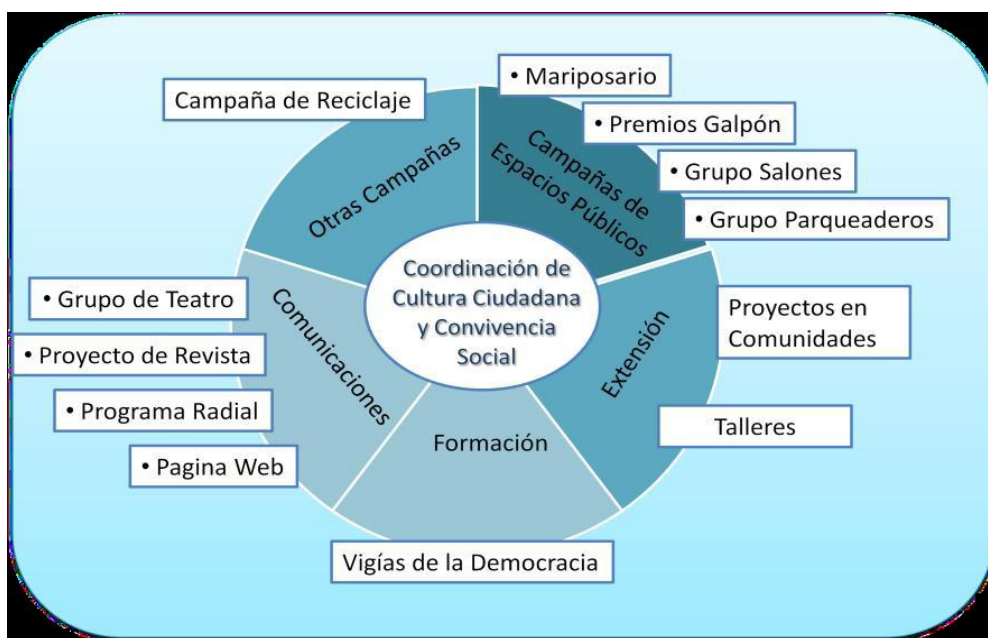 Campaña de Reciclaje
• Mariposario
• Premios Galpón
• Grupo Salones
• Grupo Parqueaderos
Otras Campañas
Campañas de
Espacios Públicos
Coordinación de
Cultura Ciudadana
y Convivencia
Social
• Grupo de Teatro
• Proyecto de Revista
• Programa Radial
• Pagina Web
Comunicaciones
Extensión
Proyectos en
Comunidades
Talleres
Formación
Vigías de la Democracia